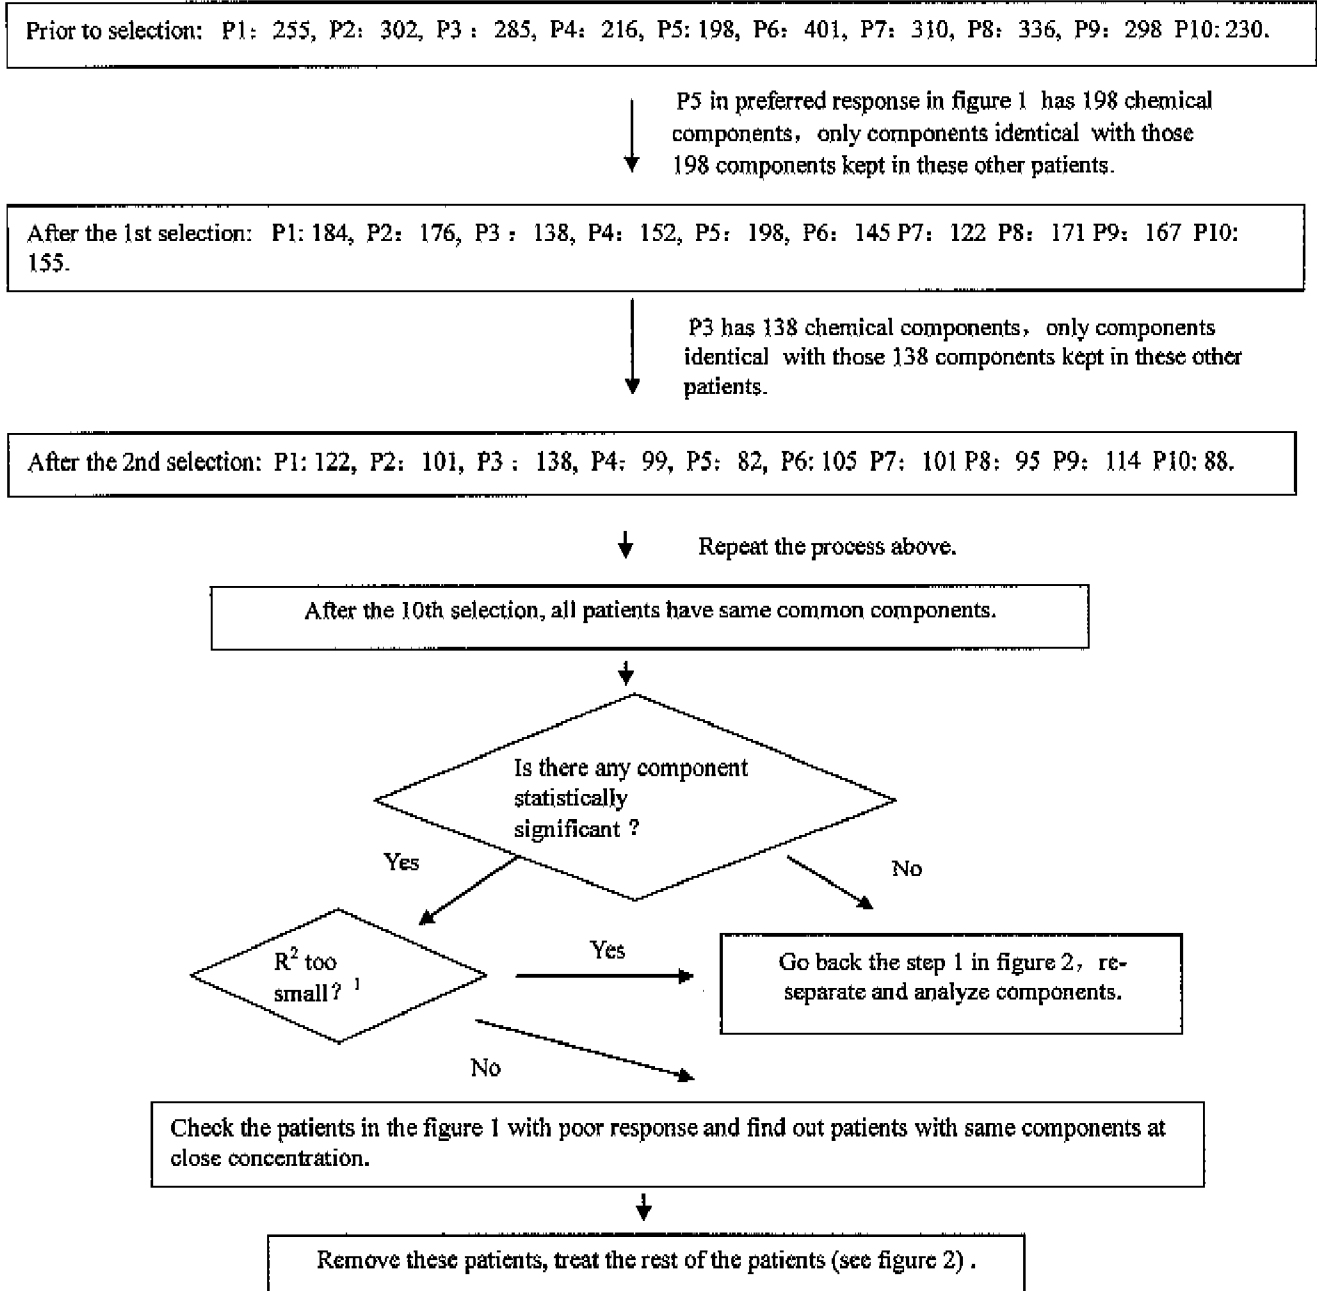 Prior to selection: P1: 255, P2: 302, P3 : 285, P4: 216, P5: 198, P6: 401, P7: 310, P8: 336, P9: 298 P10: 230.
P5 in preferred response in figure 1 has 198 chemical
components, only components identical with those
198 components kept in these other patients.
After the 1st selection: P1: 184, P2: 176, P3 : 138, P4: 152, P5: 198, P6: 145 P7: 122 P8: 171 P9: 167 P10:
155.
P3 has 138 chemical components, only components
identical with those 138 components kept in these other
patients.
After the 2nd selection: P1: 122, P2: 101, P3 : 138, P4: 99, P5: 82, P6: 105 P7: 101 P8: 95 P9: 114 P10: 88.
Repeat the process above.
After the 10th selection, all patients have same common components.
Is there any component
statistically
significant ?
Yes
No
R² too
small? ¹
Yes
Go back the step 1 in figure 2, re-
separate and analyze components.
No
Check the patients in the figure 1 with poor response and find out patients with same components at
close concentration.
Remove these patients, treat the rest of the patients (see figure 2) .